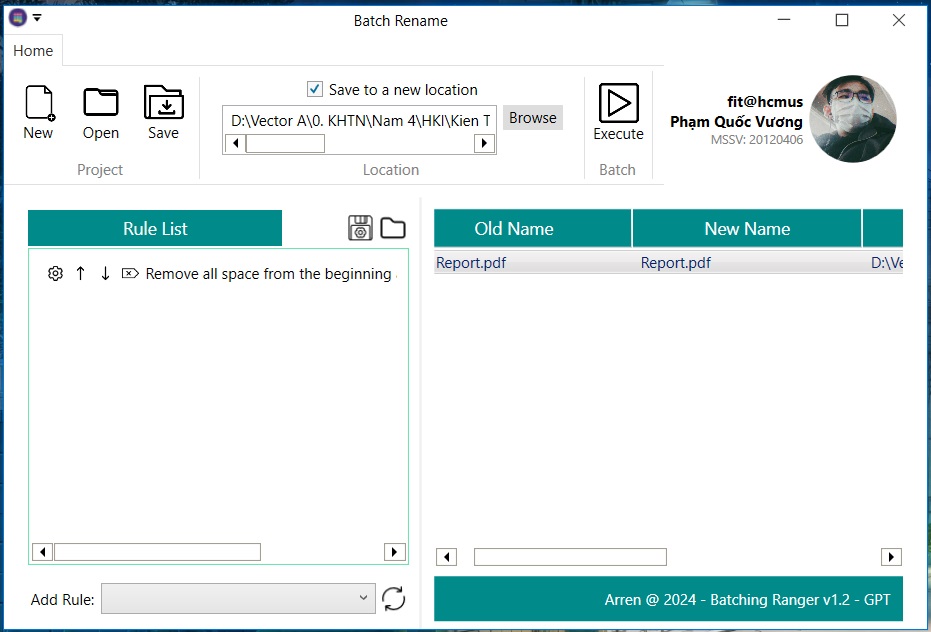 Batch Rename
Home
New
Open
Save
Project
Save to a new location
D:\Vector A\0. KHTN\Nam 4\HKI\Kien T
Browse
Location
Execute
Batch
fit@hcmus
Phạm Quốc Vương
MSSV: 20120406
Rule List
Remove all space from the beginning
Add Rule:
Old Name
New Name
Report.pdf
Report.pdf
D:\Ve
Arren @ 2024 - Batching Ranger v1.2 - GPT